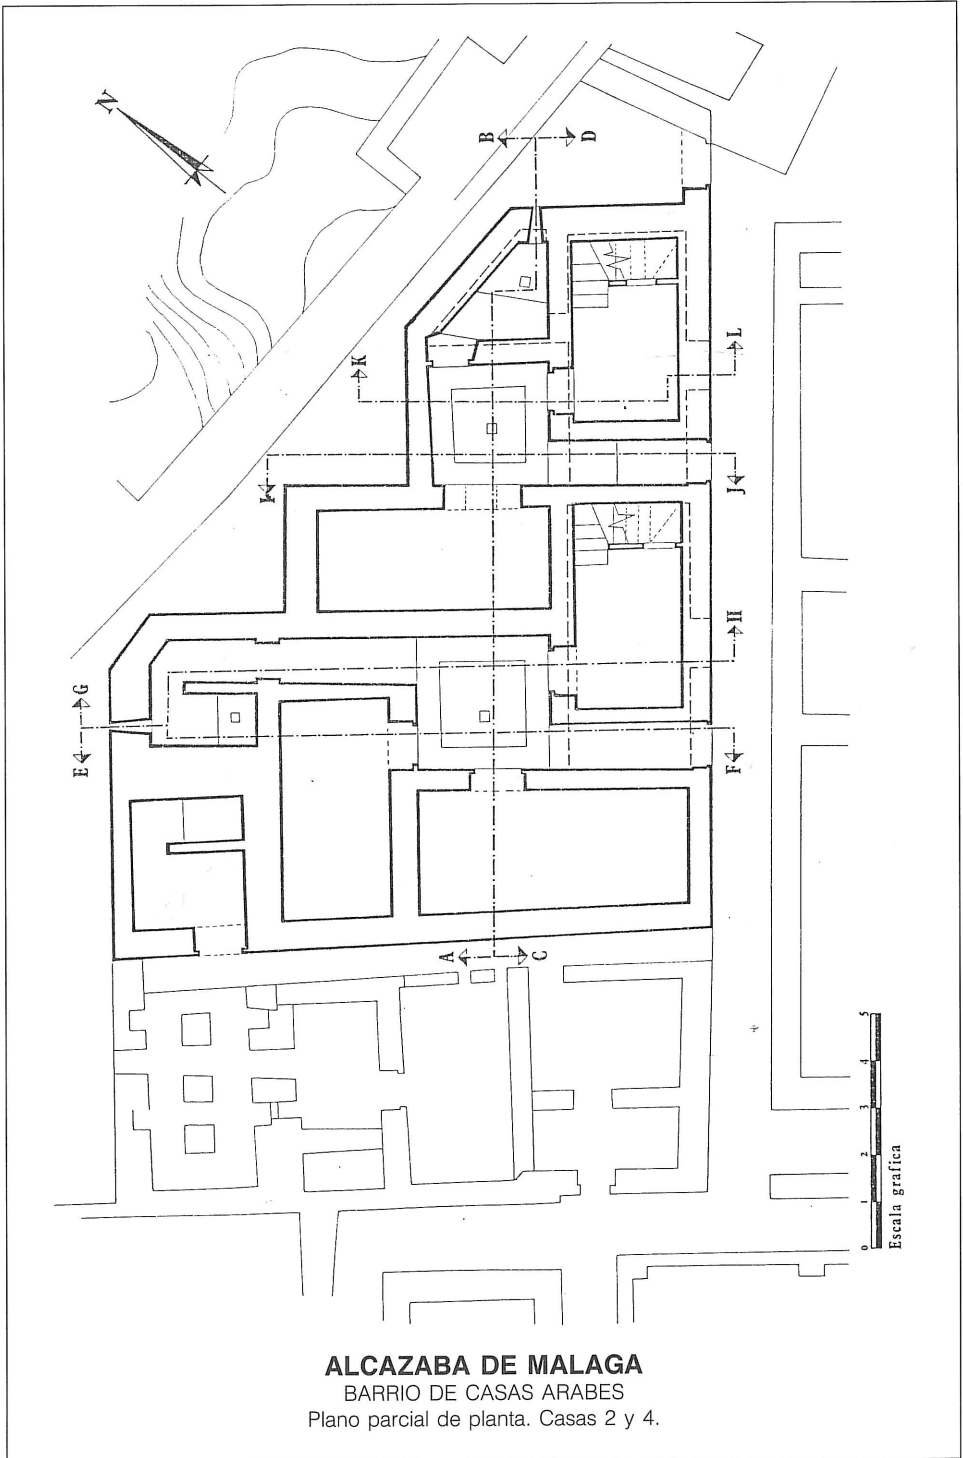 N
B
D
K
L
I
J
H
G
E
F
A
C
0 1 2 3 4 5
Escala grafica
ALCAZABA DE MALAGA
BARRIO DE CASAS ARABES
Plano parcial de planta. Casas 2 y 4.